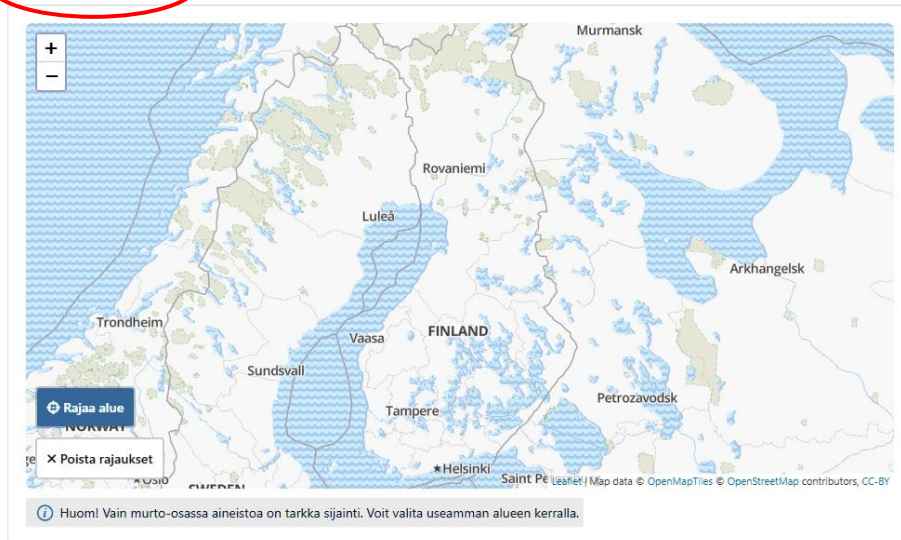 +
Murmansk
−
Rovaniemi
Luleå
Arkhangelsk
Trondheim
Vaasa
FINLAND
Sundsvall
Petrozavodsk
Rajaa alue
Tampere
NORWAY
× Poista rajaukset
Helsinki
Oslo
SWEDEN
Saint
Leaflet | Map data © OpenMapTiles © OpenStreetMap contributors, CC-BY
Huom! Vain murto-osassa aineistoa on tarkka sijainti. Voit valita useamman alueen kerralla.